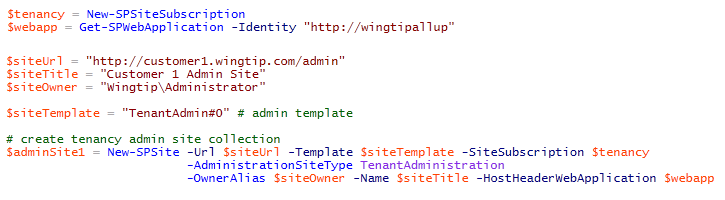 $tenancy = New-SPSiteSubscription
$webapp = Get-SPWebApplication -Identity "http://wingtipallup"
$siteUrl = "http://customer1.wingtip.com/admin"
$siteTitle = "Customer 1 Admin Site"
$siteOwner = "Wingtip\Administrator"
$siteTemplate = "TenantAdmin#0" # admin template
# create tenancy admin site collection
$adminSite1 = New-SPSite -Url $siteUrl -Template $siteTemplate -SiteSubscription $tenancy
-AdministrationSiteType TenantAdministration
-OwnerAlias $siteOwner -Name $siteTitle -HostHeaderWebApplication $webapp